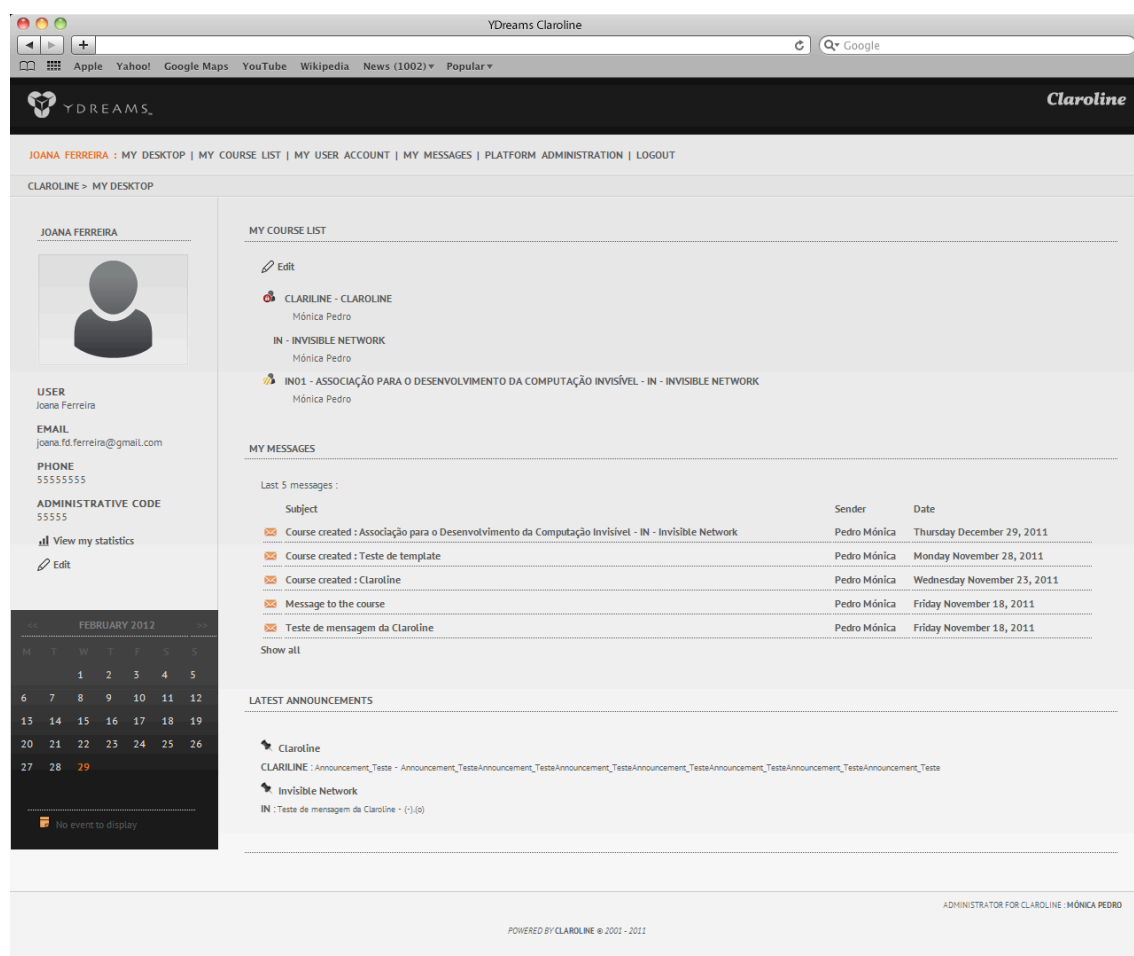 YDreams Claroline
Google
Apple Yahoo! Google Maps YouTube Wikipedia News (1002) Popular
YDREAMS
Claroline
JOANA FERREIRA : MY DESKTOP | MY COURSE LIST | MY USER ACCOUNT | MY MESSAGES | PLATFORM ADMINISTRATION | LOGOUT
CLAROLINE > MY DESKTOP
JOANA FERREIRA
USER
Joana Ferreira
EMAIL
joana.fd.ferreira@gmail.com
PHONE
55555555
ADMINISTRATIVE CODE
55555
View my statistics
Edit
<< FEBRUARY 2012 >>
M T W T F S S
1 2 3 4 5
6 7 8 9 10 11 12
13 14 15 16 17 18 19
20 21 22 23 24 25 26
27 28 29
No event to display
MY COURSE LIST
Edit
CLARILINE - CLAROLINE
Mónica Pedro
IN - INVISIBLE NETWORK
Mónica Pedro
IN01 - ASSOCIAÇÃO PARA O DESENVOLVIMENTO DA COMPUTAÇÃO INVISÍVEL - IN - INVISIBLE NETWORK
Mónica Pedro
MY MESSAGES
Last 5 messages :
Subject Sender Date
Course created : Associação para o Desenvolvimento da Computação Invisível - IN - Invisible Network Pedro Mónica Thursday December 29, 2011
Course created : Teste de template Pedro Mónica Monday November 28, 2011
Course created : Claroline Pedro Mónica Wednesday November 23, 2011
Message to the course Pedro Mónica Friday November 18, 2011
Teste de mensagem da Claroline Pedro Mónica Friday November 18, 2011
Show all
LATEST ANNOUNCEMENTS
Claroline
CLARILINE : Announcement_Teste - Announcement_TesteAnnouncement_TesteAnnouncement_TesteAnnouncement_TesteAnnouncement_TesteAnnouncement_TesteAnnouncement_Teste
Invisible Network
IN : Teste de mensagem da Claroline - (-).(o)
ADMINISTRATOR FOR CLAROLINE : MÓNICA PEDRO
POWERED BY CLAROLINE © 2001 - 2011